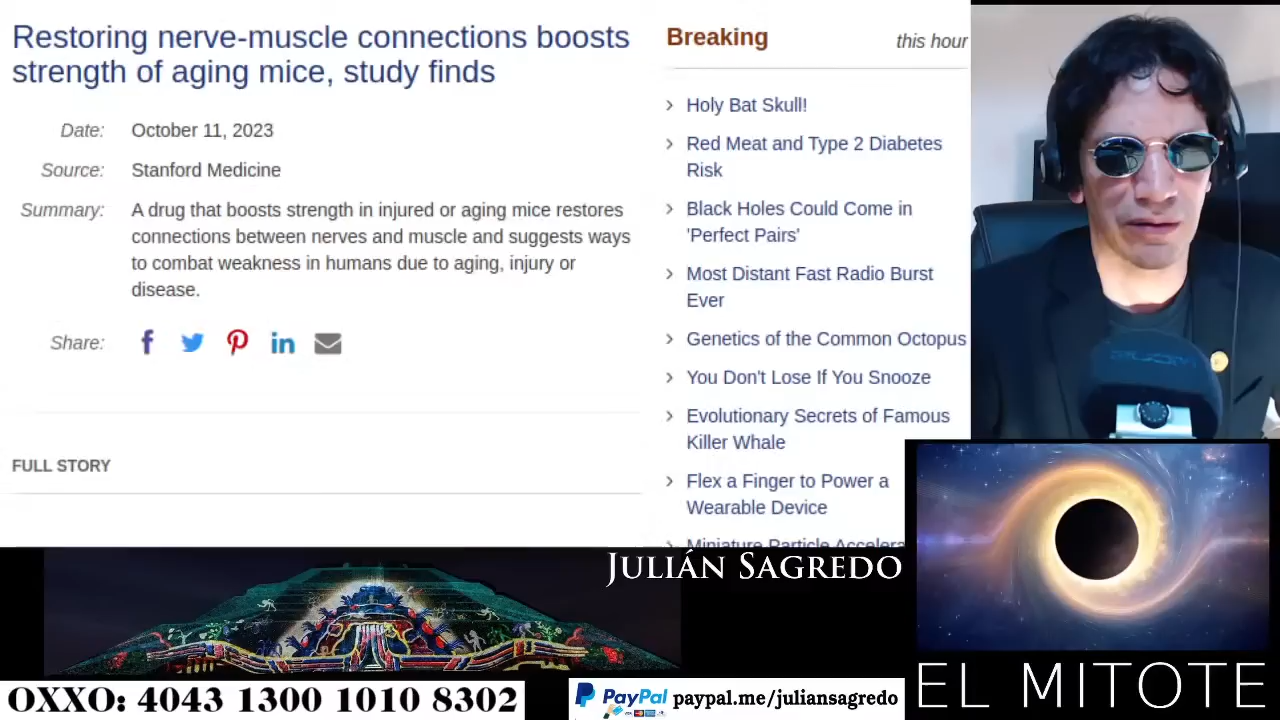 Restoring nerve-muscle connections boosts
strength of aging mice, study finds
Date: October 11, 2023
Source: Stanford Medicine
Summary: A drug that boosts strength in injured or aging mice restores
connections between nerves and muscle and suggests ways
to combat weakness in humans due to aging, injury or
disease.
Share:
FULL STORY
Breaking
this hour
Holy Bat Skull!
Red Meat and Type 2 Diabetes
Risk
Black Holes Could Come in
'Perfect Pairs'
Most Distant Fast Radio Burst
Ever
Genetics of the Common Octopus
You Don't Lose If You Snooze
Evolutionary Secrets of Famous
Killer Whale
Flex a Finger to Power a
Wearable Device
Miniature Particle
JULIÁN SAGREDO
OXXO: 4043 1300 1010 8302
PayPal paypal.me/juliansagredo
EL MITOTE